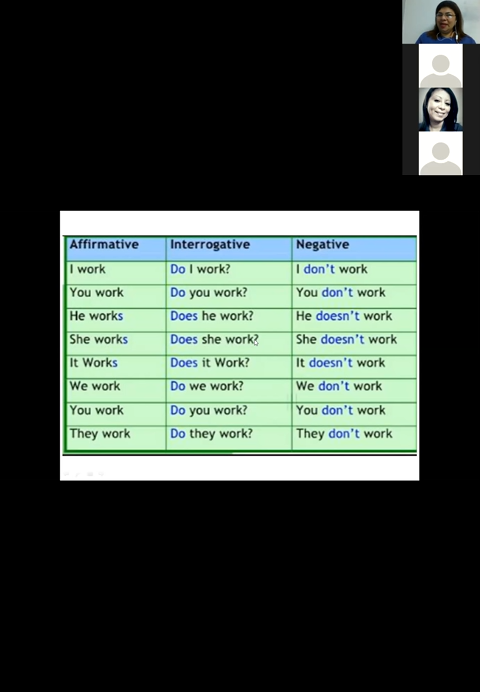 Affirmative Interrogative Negative
I work Do I work? I don't work
You work Do you work? You don't work
He works Does he work? He doesn't work
She works Does she work? She doesn't work
It Works Does it Work? It doesn't work
We work Do we work? We don't work
You work Do you work? You don't work
They work Do they work? They don't work